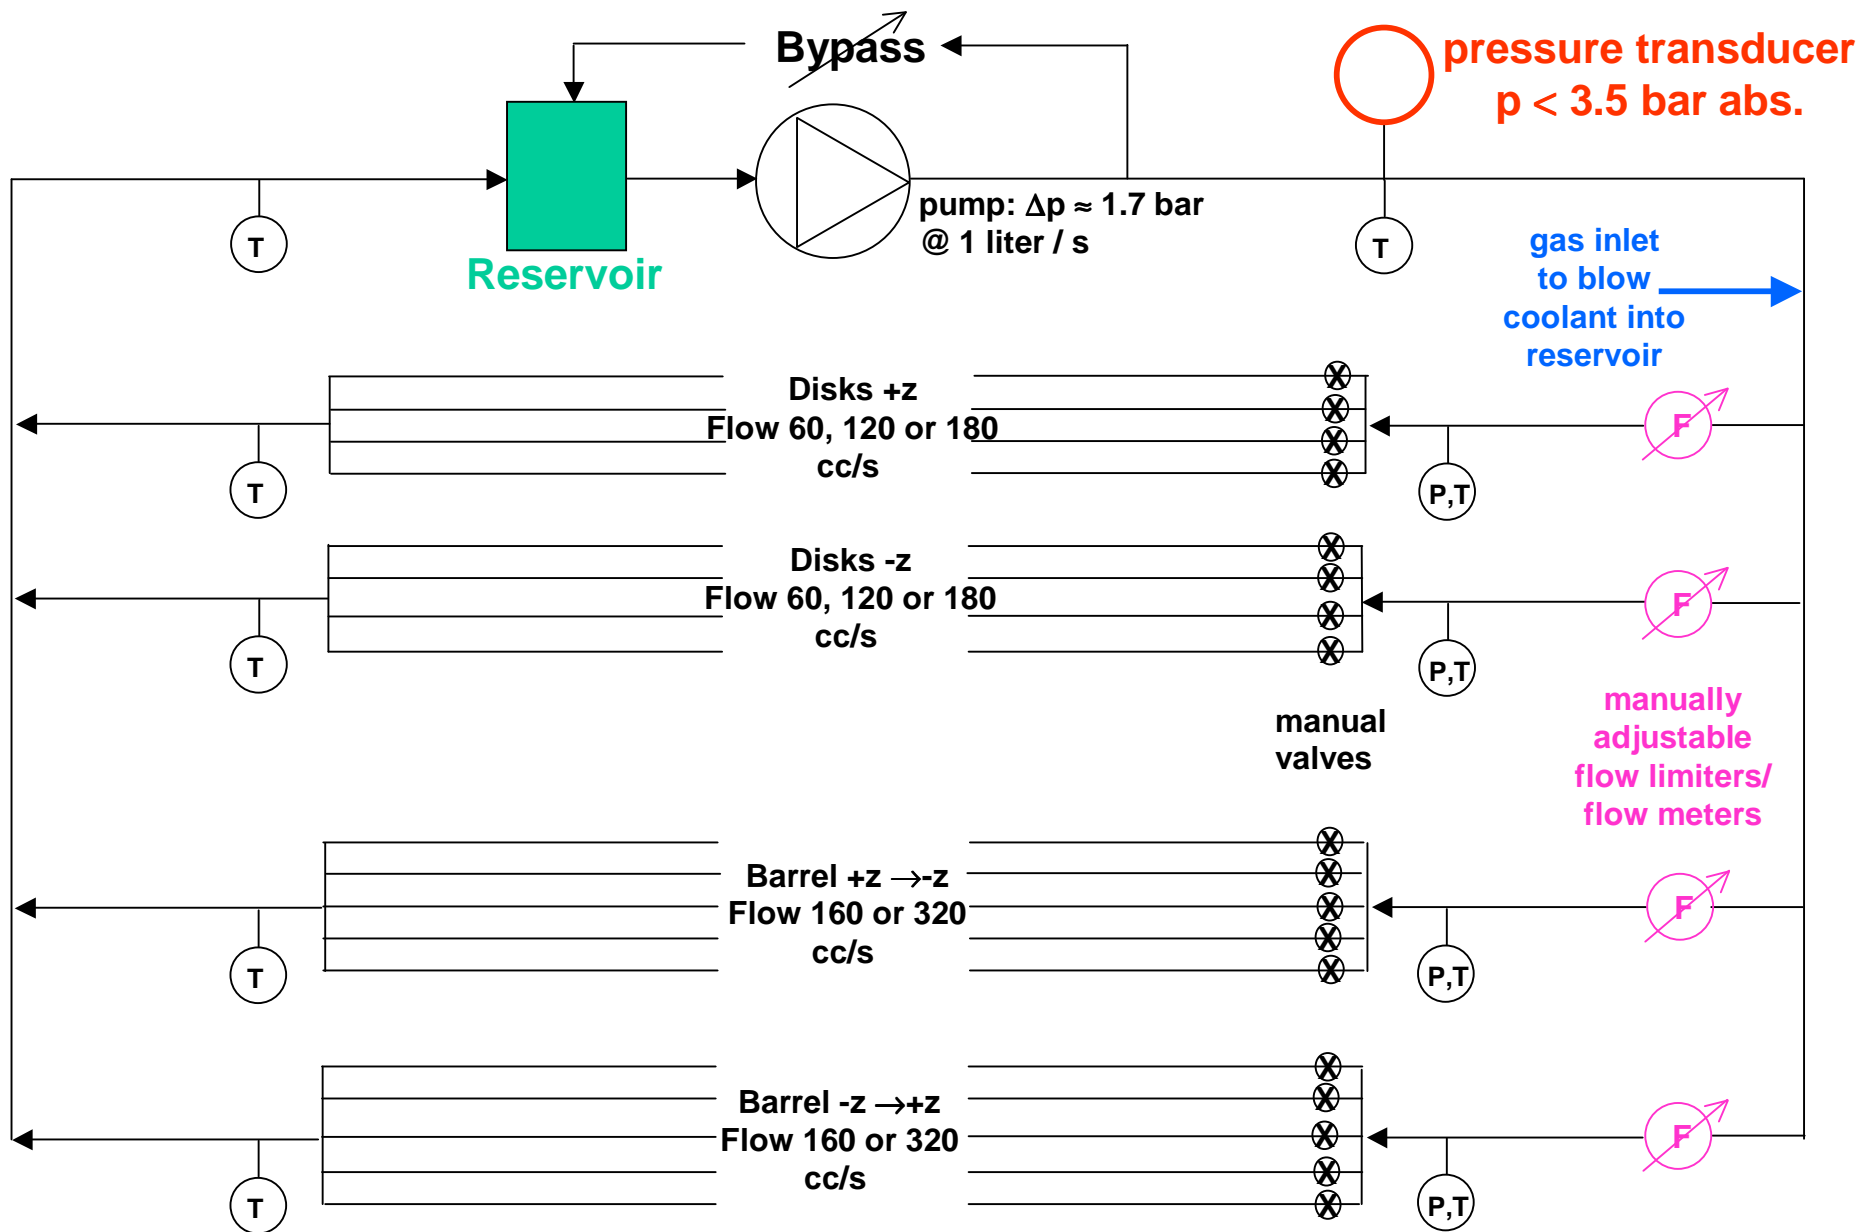 Bypass
pressure transducer
p < 3.5 bar abs.
pump: Δp ≈ 1.7 bar
@ 1 liter / s
T
T
Reservoir
gas inlet
to blow
coolant into
reservoir
X
X
X
X
Disks +z
Flow 60, 120 or 180
cc/s
F
T
P,T
X
X
X
X
Disks -z
Flow 60, 120 or 180
cc/s
F
T
P,T
manual
valves
manually
adjustable
flow limiters/
flow meters
X
X
X
X
X
Barrel +z →-z
Flow 160 or 320
cc/s
F
T
P,T
X
X
X
X
X
Barrel -z →+z
Flow 160 or 320
cc/s
F
T
P,T